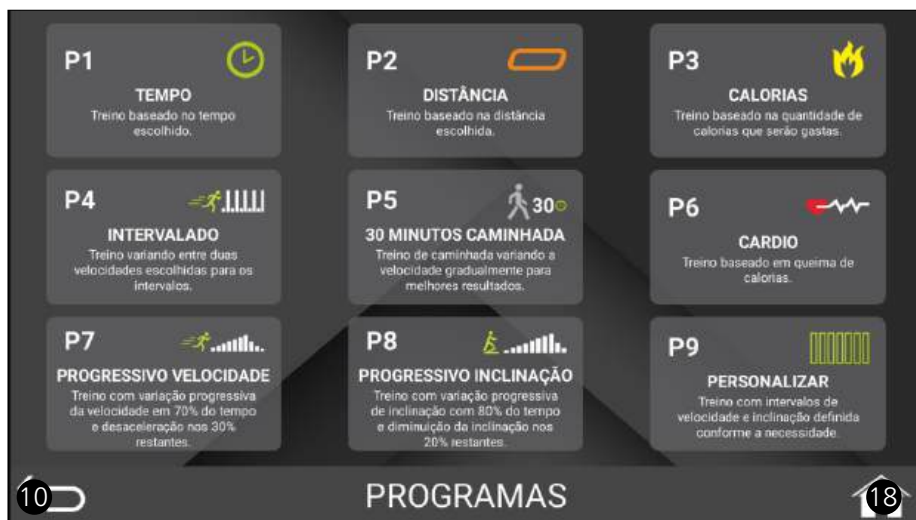 P1
TEMPO
Treino baseado no tempo
escolhido.
P2
DISTÂNCIA
Treino baseado na distância
escolhida.
P3
CALORIAS
Treino baseado na quantidade de
calorias que serão gastas.
P4
INTERVALADO
Treino variando entre duas
velocidades escolhidas para os
intervalos.
P5
30
30 MINUTOS CAMINHADA
Treino de caminhada variando a
velocidade gradualmente para
melhores resultados.
P6
CARDIO
Treino baseado em queima de
calorias.
P7
PROGRESSIVO VELOCIDADE
Treino com variação progressiva
da velocidade em 70% do tempo
e desaceleração nos 30%
restantes.
P8
PROGRESSIVO INCLINAÇÃO
Treino com variação progressiva
de inclinação com 80% do tempo
e diminuição da inclinação nos
20% restantes.
P9
PERSONALIZAR
Treino com intervalos de
velocidade e inclinação definida
conforme a necessidade.
10
PROGRAMAS
18